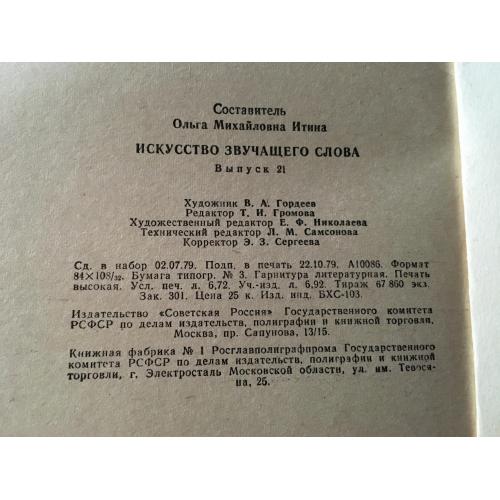 Составитель
Ольга Михайловна Итина
ИСКУССТВО ЗВУЧАЩЕГО СЛОВА
Выпуск 21
Художник В. А. Гордеев
Редактор Т. И. Громова
Художественный редактор Е. Ф. Николаева
Технический редактор Л. М. Самсонова
Корректор Э. З. Сергеева
Сд. в набор 02.07.79. Подп. в печать 22.10.79. А10086. Формат
84×108/32. Бумага типогр. № 3. Гарнитура литературная. Печать
высокая. Усл. печ. л. 6,72. Уч.-изд. л. 6,92. Тираж 67 860 экз.
Зак. 301. Цена 25 к. Изд. инд. БХС-103.
Издательство «Советская Россия» Государственного комитета
РСФСР по делам издательств, полиграфии и книжной торговли.
Москва, пр. Сапунова, 13/15.
Книжная фабрика № 1 Росглавполиграфпрома Государственного
комитета РСФСР по делам издательств, полиграфии и книжной
торговли, г. Электросталь Московской области, ул. им. Тевося-
на, 25.